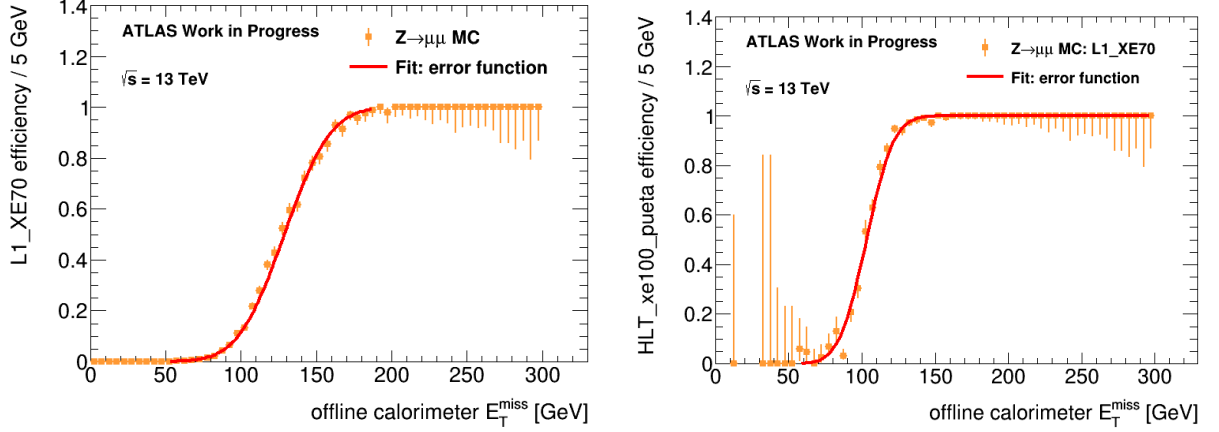 L1_XE70 efficiency / 5 GeV
1.4
1.2
1
0.8
0.6
0.4
0.2
0
ATLAS Work in Progress
√s = 13 TeV
Z→μμ MC
Fit: error function
0 50 100 150 200 250 300
offline calorimeter E_T^miss [GeV]
HLT_xe100_pueta efficiency / 5 GeV
1.4
1.2
1
0.8
0.6
0.4
0.2
0
ATLAS Work in Progress
√s = 13 TeV
Z→μμ MC: L1_XE70
Fit: error function
0 50 100 150 200 250 300
offline calorimeter E_T^miss [GeV]